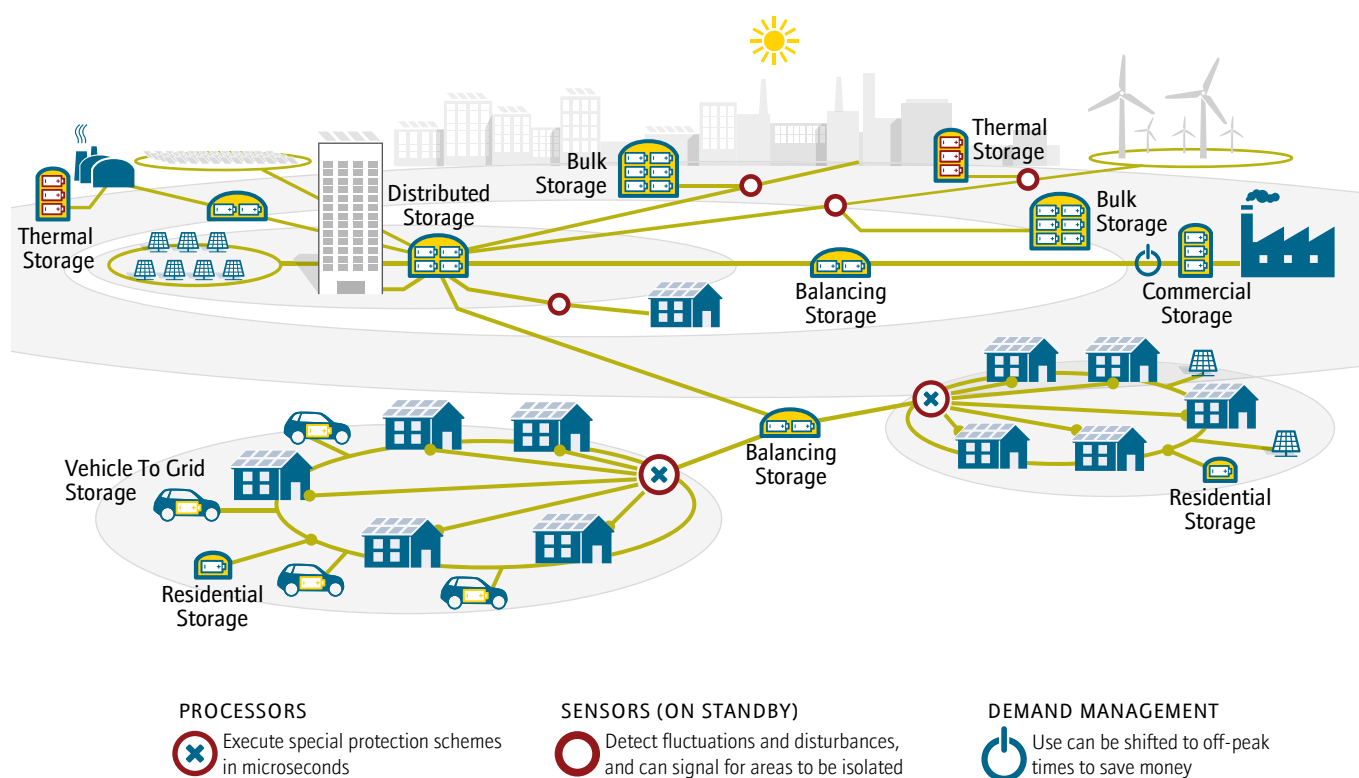 Thermal
Storage
Bulk
Storage
Distributed
Storage
Thermal
Storage
Bulk
Storage
Balancing
Storage
Commercial
Storage
Vehicle To Grid
Storage
Balancing
Storage
Residential
Storage
Residential
Storage
PROCESSORS
Execute special protection schemes
in microseconds
SENSORS (ON STANDBY)
Detect fluctuations and disturbances,
and can signal for areas to be isolated
DEMAND MANAGEMENT
Use can be shifted to off-peak
times to save money